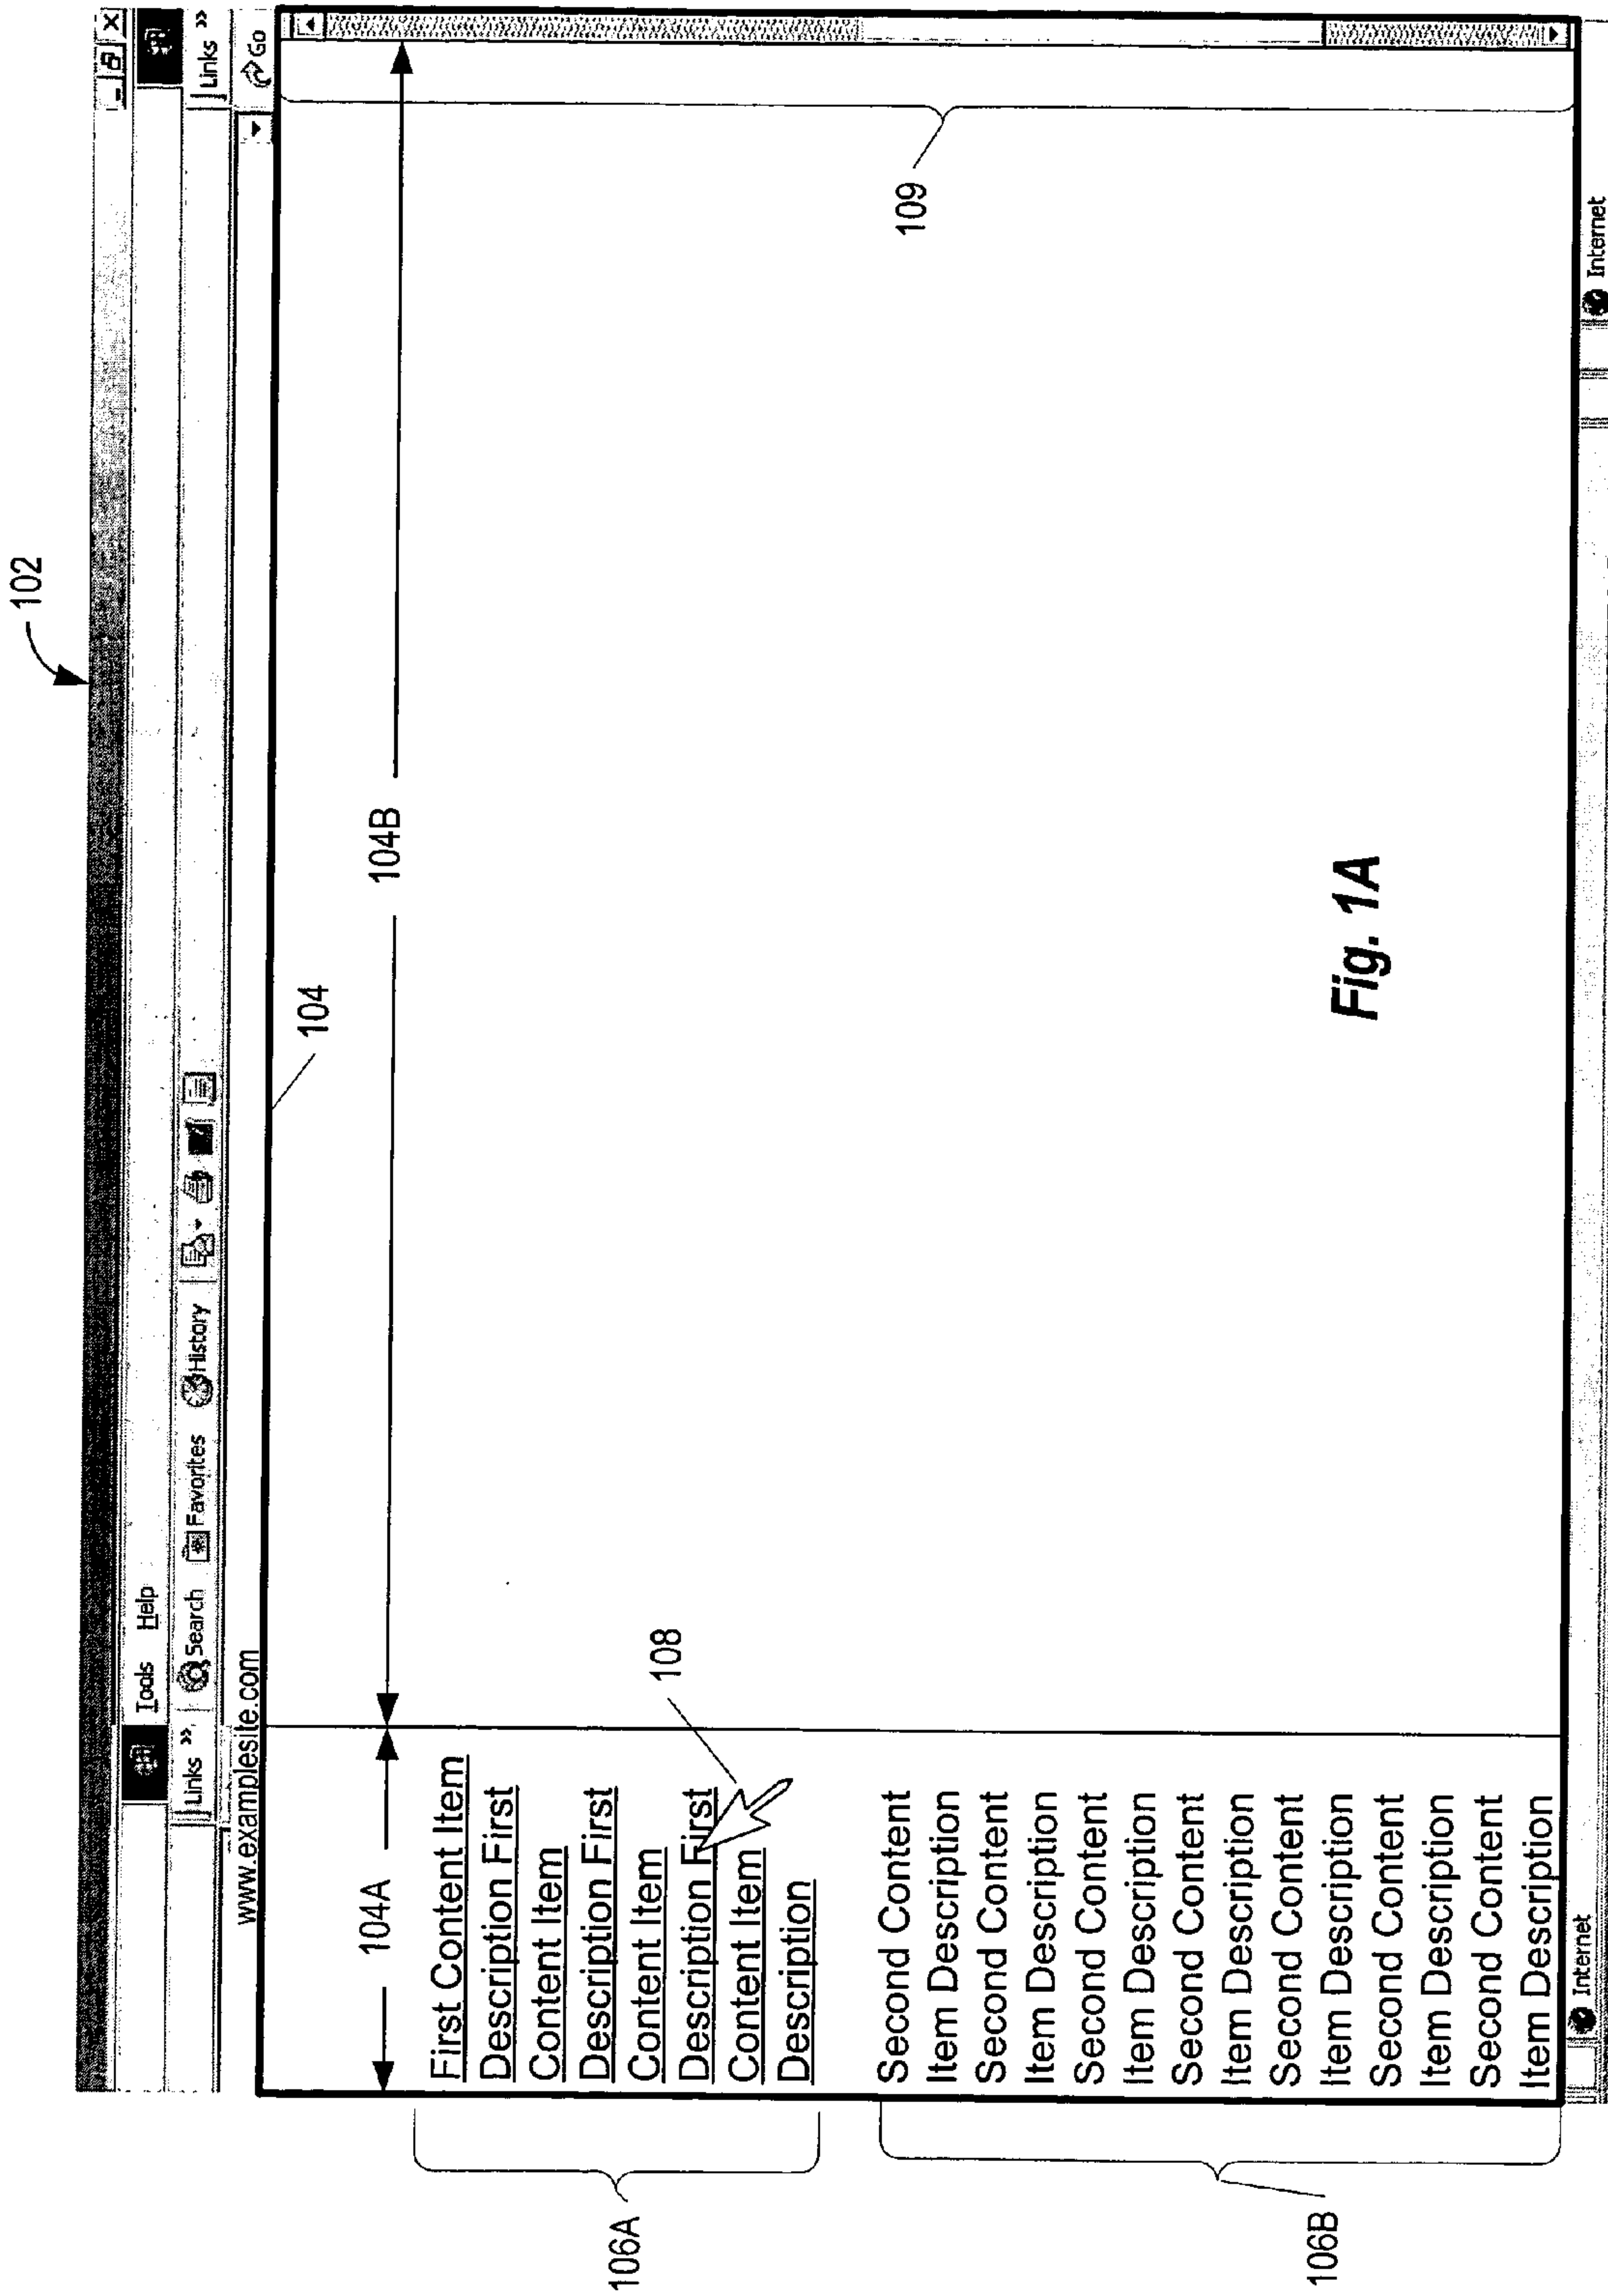 102
Tools Help
Links » Search Favorites History Links »
www.examplesite.com Go
104
104A 104B
First Content Item
Description First
Content Item
Description First
Content Item
Description First
Content Item
Description
108
106A
109
Second Content
Item Description
Second Content
Item Description
Second Content
Item Description
Second Content
Item Description
Second Content
Item Description
Second Content
Item Description
Second Content
Item Description
106B
Fig. 1A
Internet Internet